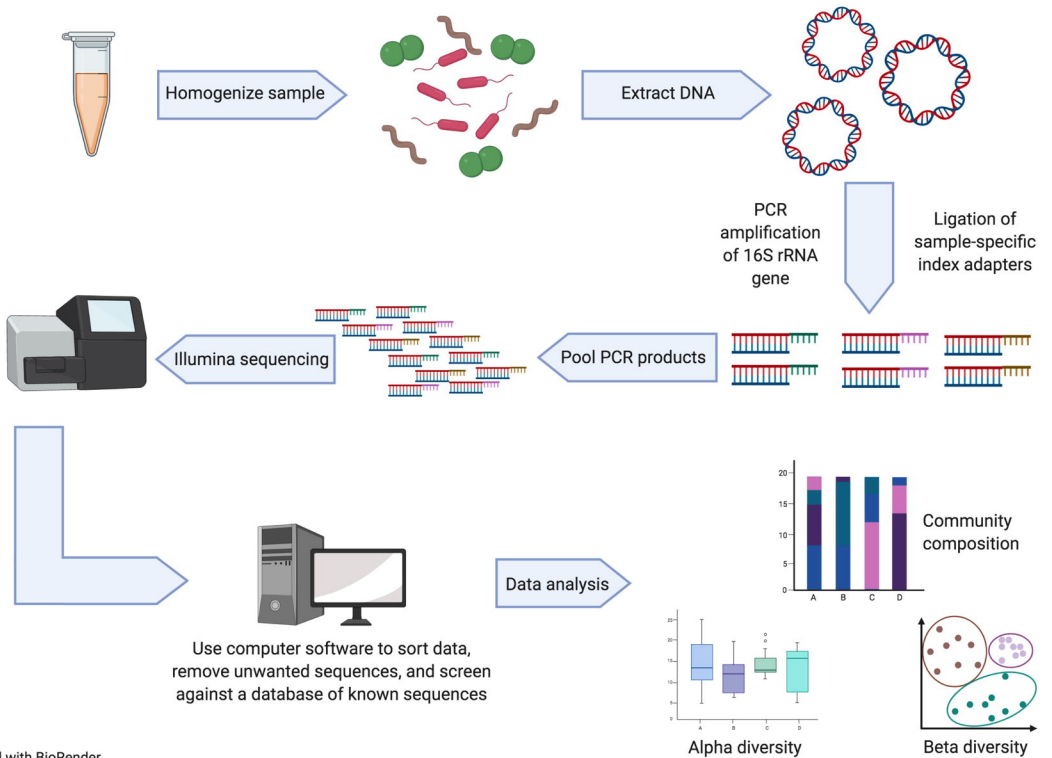 Homogenize sample
Extract DNA
PCR
amplification
of 16S rRNA
gene
Ligation of
sample-specific
index adapters
Illumina sequencing
Pool PCR products
Use computer software to sort data,
remove unwanted sequences, and screen
against a database of known sequences
Data analysis
20
15
10
5
0
A B C D
Community
composition
A B C D
Alpha diversity
Beta diversity
with BioRender